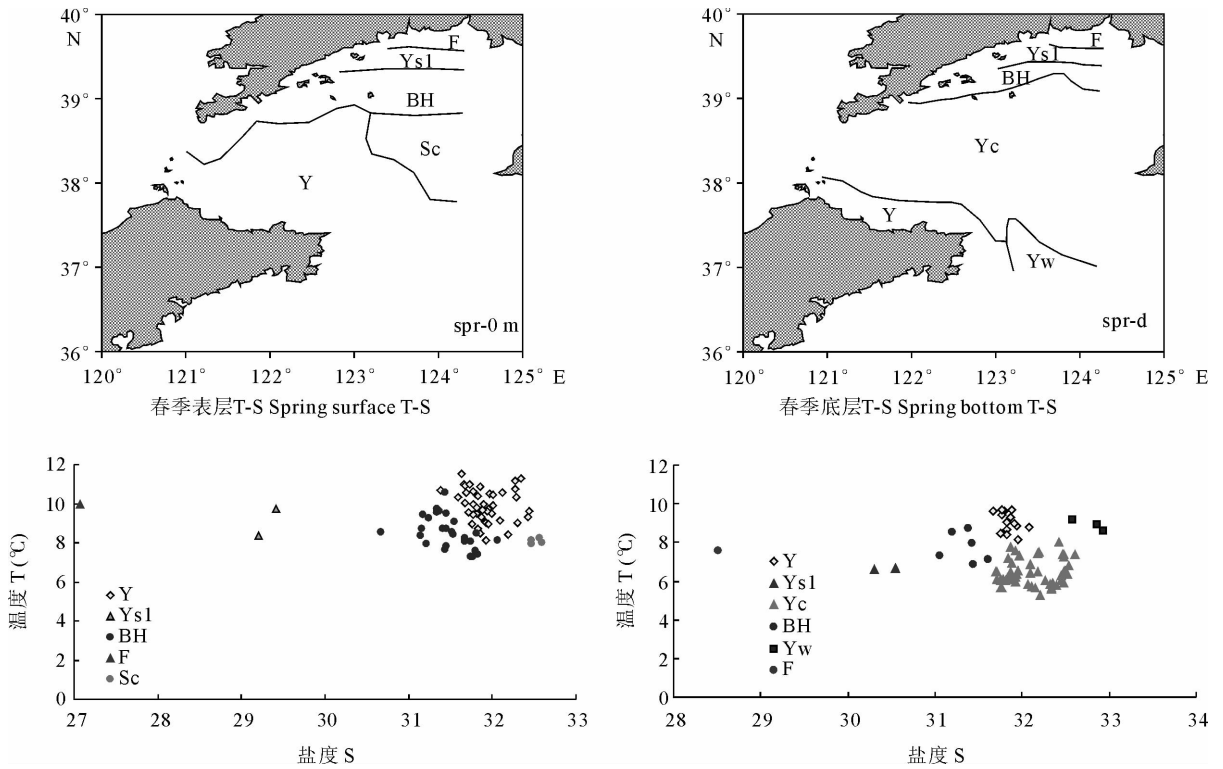 40°
N
39°
38°
37°
36°
120°
121°
122°
123°
124°
125° E
F
Ys1
BH
Sc
Y
spr-0 m
春季表层T-S Spring surface T-S
40°
N
39°
38°
37°
36°
120°
121°
122°
123°
124°
125° E
F
Ys1
BH
Yc
Y
Yw
spr-d
春季底层T-S Spring bottom T-S
温度 T (℃)
12
10
8
6
4
2
0
27
28
29
30
31
32
33
盐度 S
Y
Ys1
BH
F
Sc
温度 T (℃)
12
10
8
6
4
2
0
28
29
30
31
32
33
34
盐度 S
Y
Ys1
Yc
BH
Yw
F